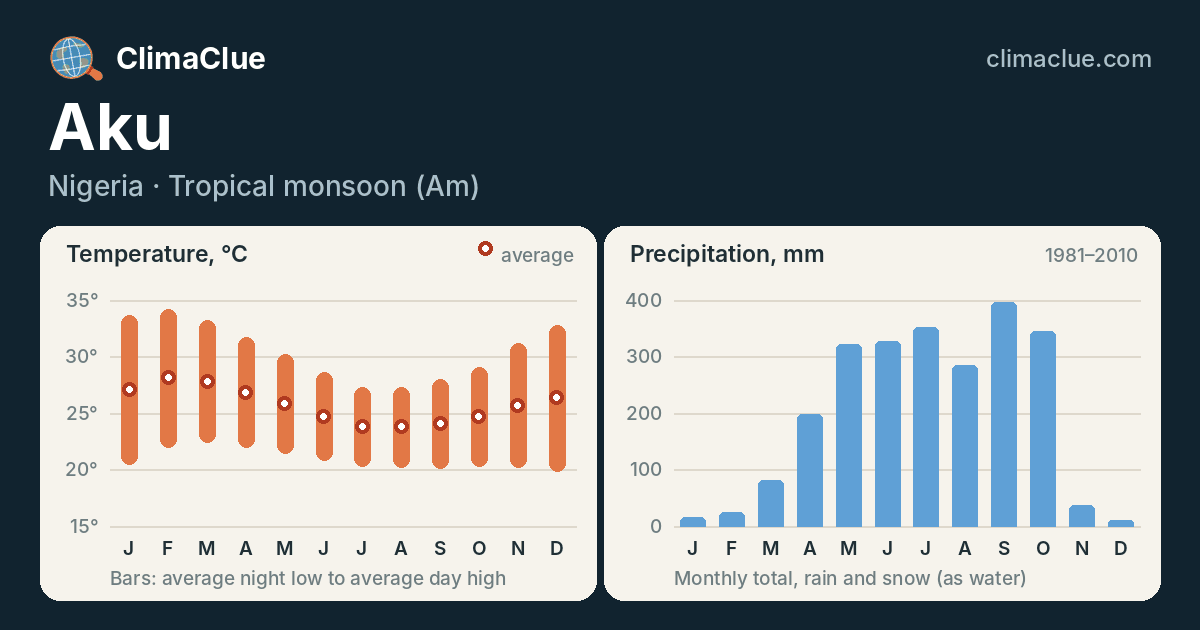 ClimaClue
climaclue.com
Aku
Nigeria · Tropical monsoon (Am)
Temperature, °C
average
35°
30°
25°
20°
15°
J F M A M J J A S O N D
Bars: average night low to average day high
Precipitation, mm
1981–2010
400
300
200
100
0
J F M A M J J A S O N D
Monthly total, rain and snow (as water)